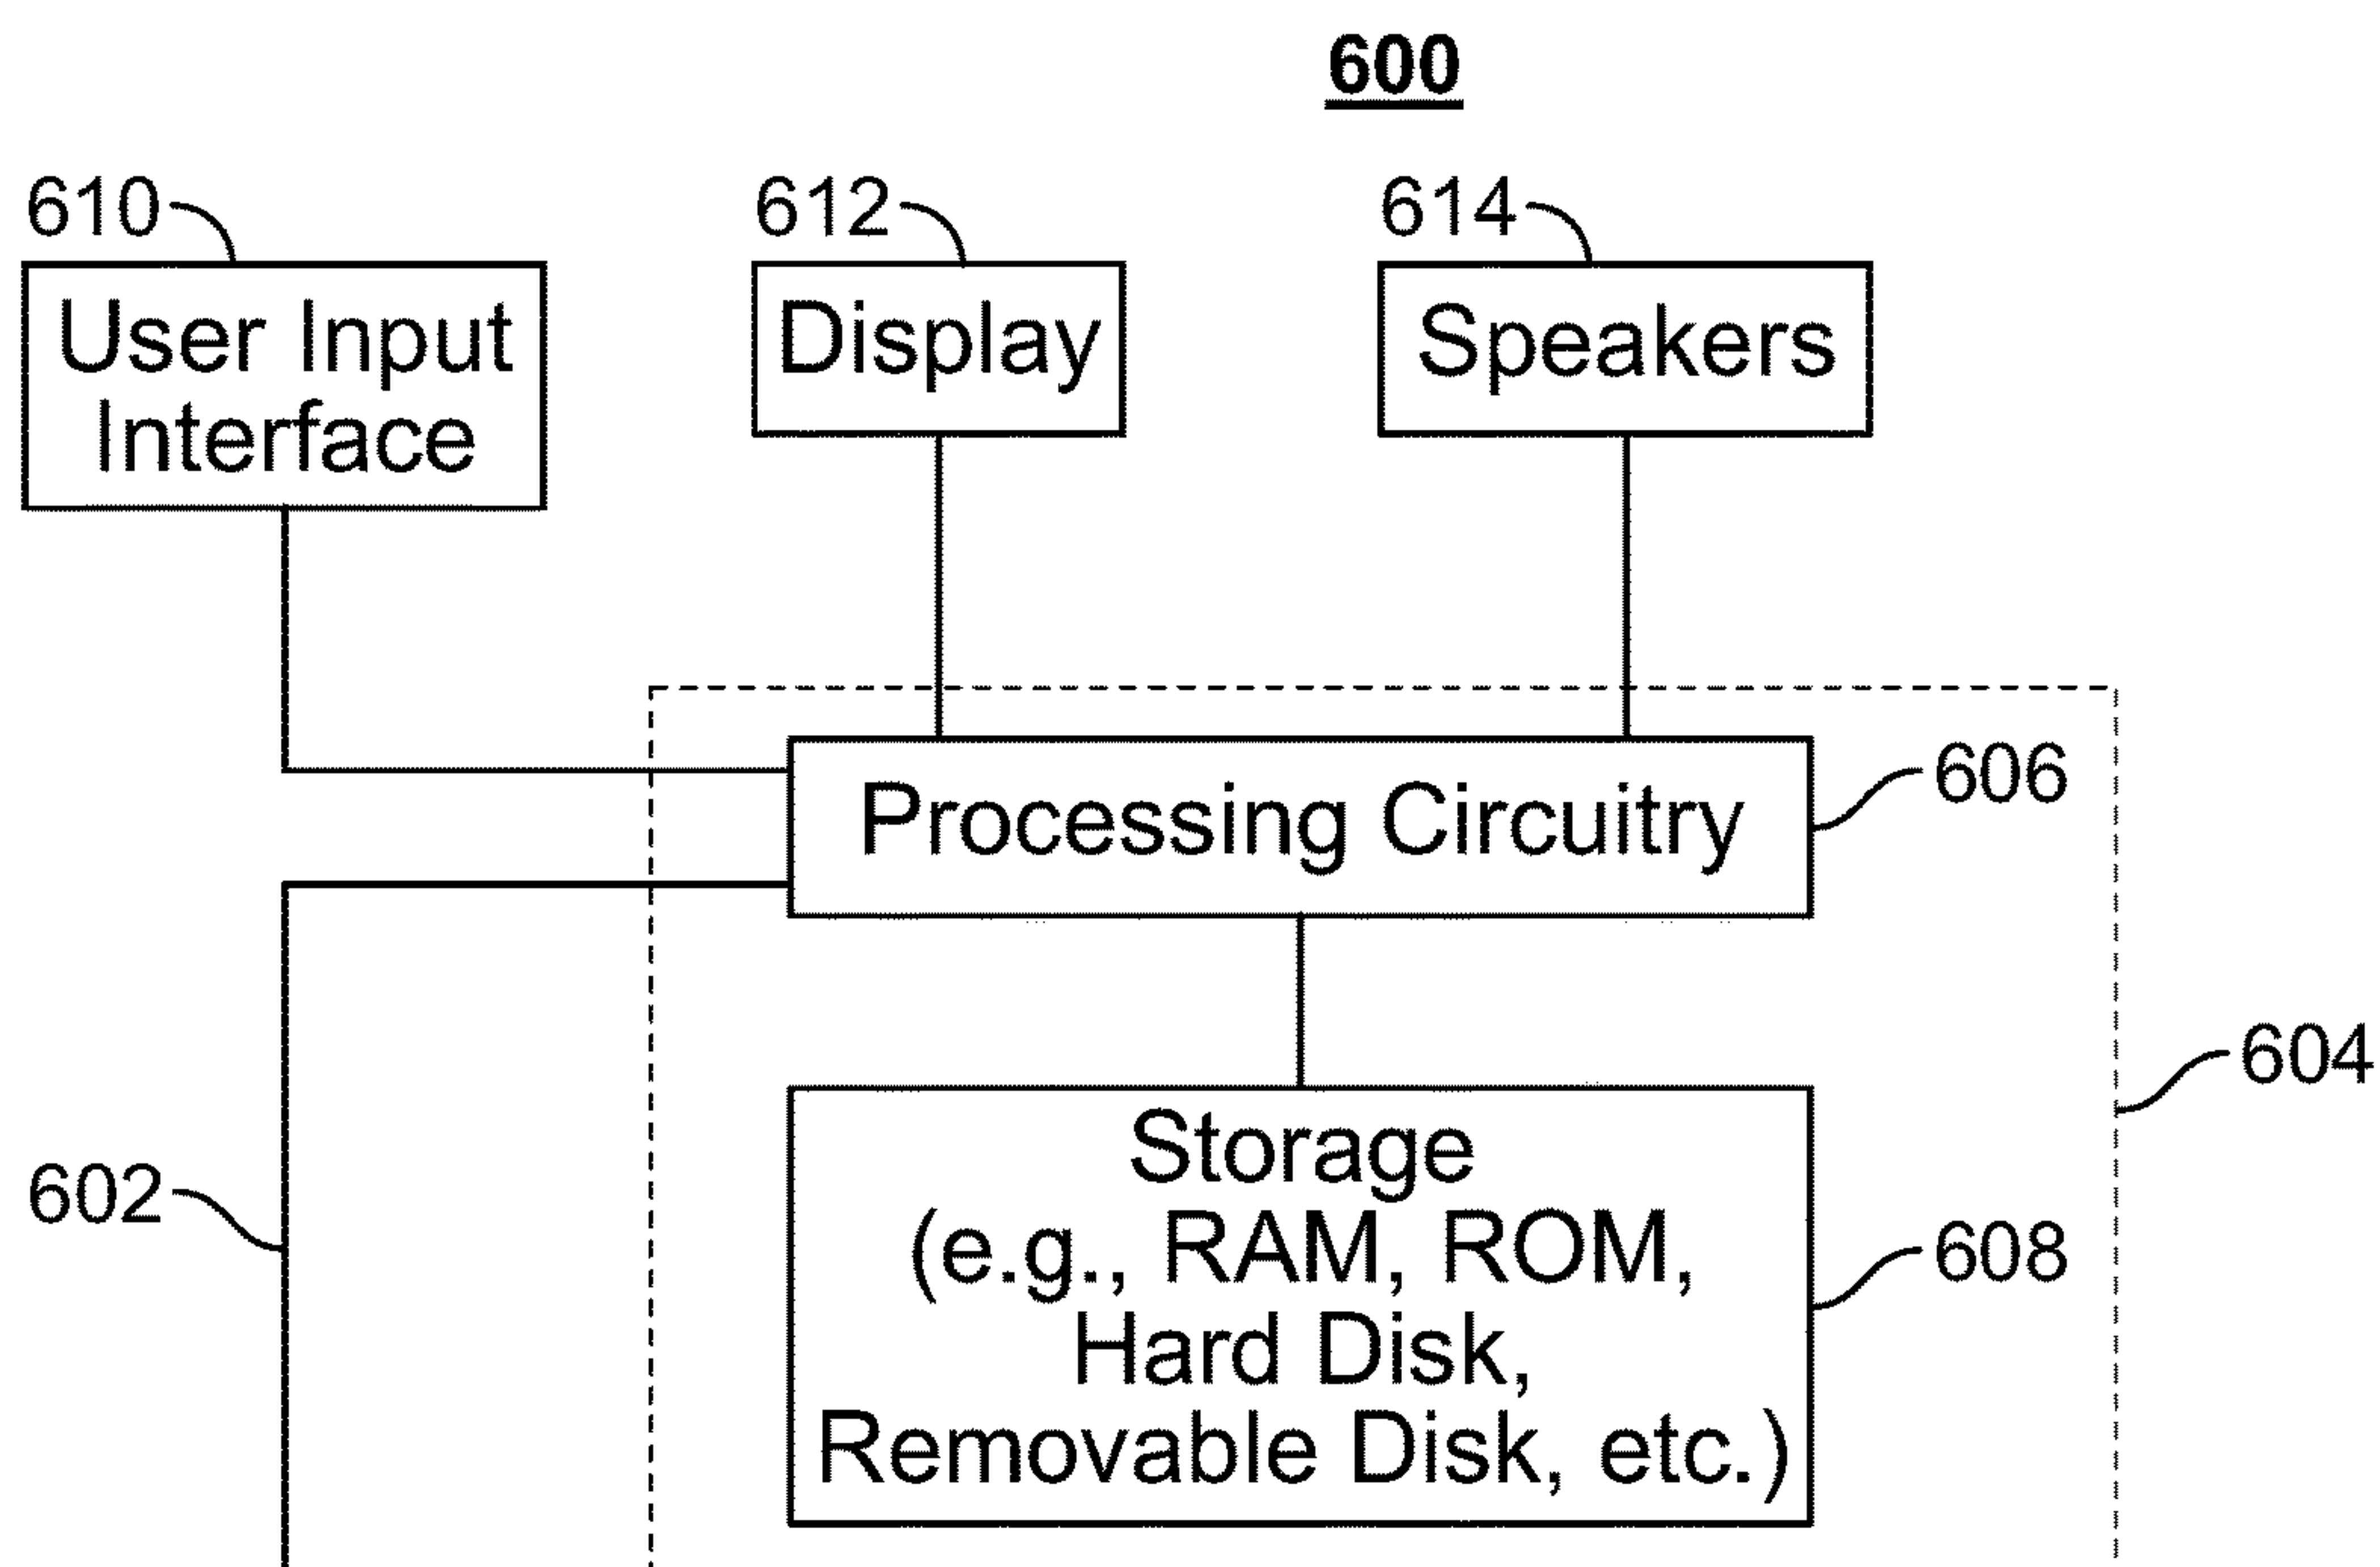 600
610
612
614
User Input
Interface
Display
Speakers
Processing Circuitry
606
604
602
Storage
(e.g., RAM, ROM,
Hard Disk,
Removable Disk, etc.)
608